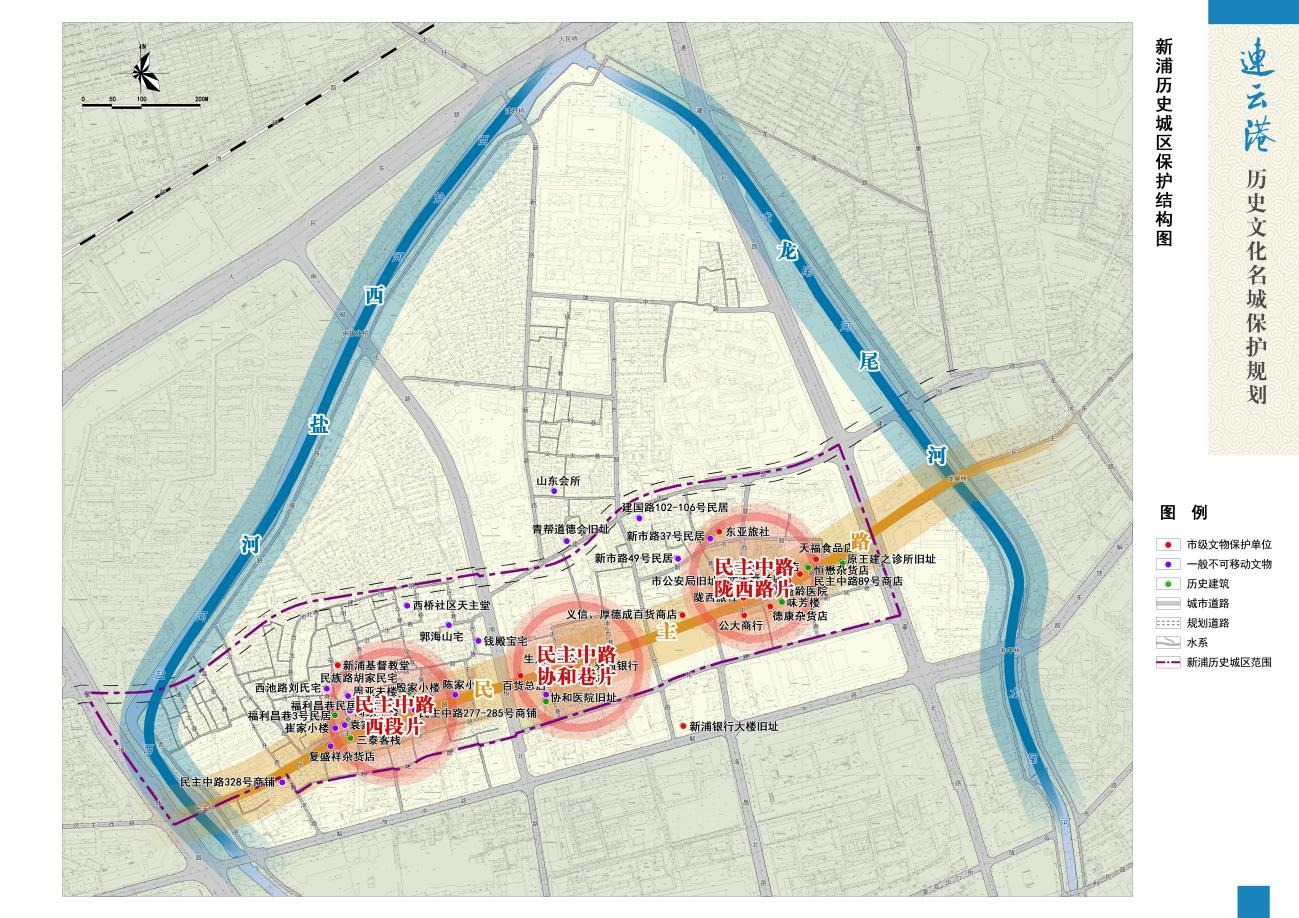 連云港
历史文化名城保护规划
新浦历史城区保护结构图
N
0 50 100 200M
人民桥
西
盐
河
龙
尾
河
民
主
路
山东会所
青帮道德会旧址
建国路102-106号民居
新市路37号民居
东亚旅社
新市路49号民居
天福食品店
原王建之诊所旧址
恒懋杂货店
民主中路89号商店
市公安局旧址
民主中路
陇西路片
味芳楼
德康杂货店
公大商行
义信、厚德成百货商店
西桥社区天主堂
郭海山宅
钱殿宝宅
民主中路
协和巷片
百货总店
协和医院旧址
新浦银行大楼旧址
新浦基督教堂
民族路胡家民宅
西池路刘氏宅
殷家小楼
陈家小
福利昌巷民居
福利昌巷3号民居
崔家小楼
民主中路
西段片
民主中路277-285号商铺
三泰客栈
复盛祥杂货店
民主中路328号商铺
图 例
市级文物保护单位
一般不可移动文物
历史建筑
城市道路
规划道路
水系
新浦历史城区范围